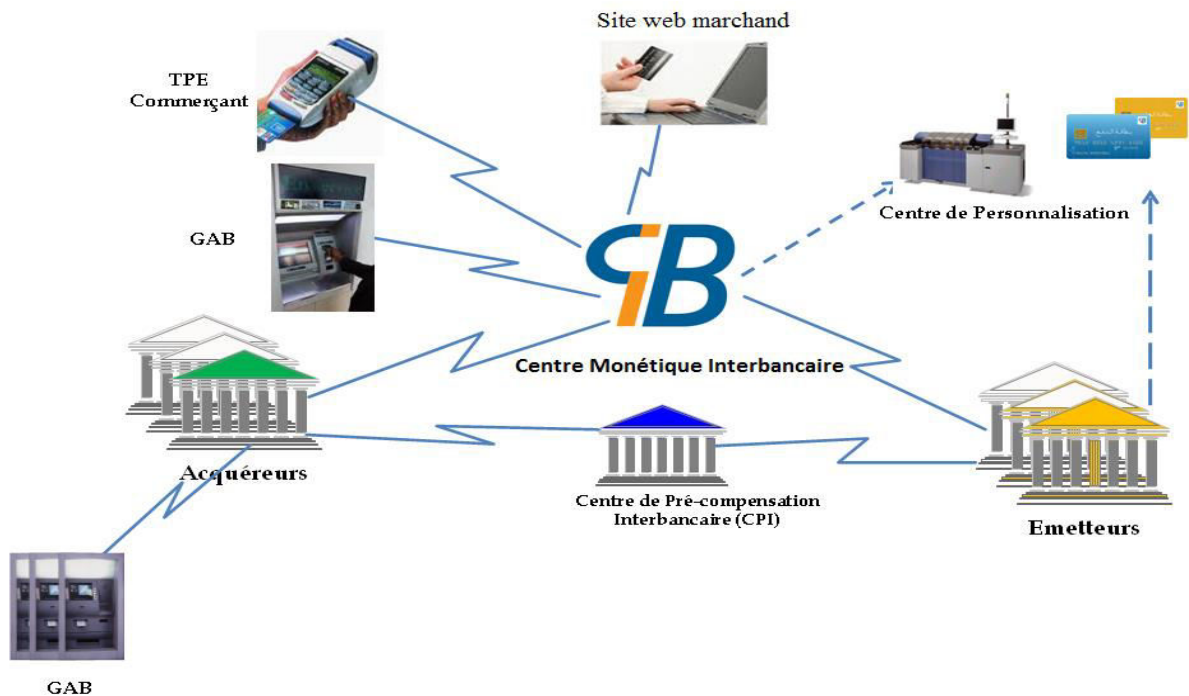 Site web marchand
TPE
Commerçant
GAB
CIB
Centre de Personnalisation
Centre Monétique Interbancaire
Acquéreurs
Centre de Pré-compensation
Interbancaire (CPI)
Emetteurs
GAB